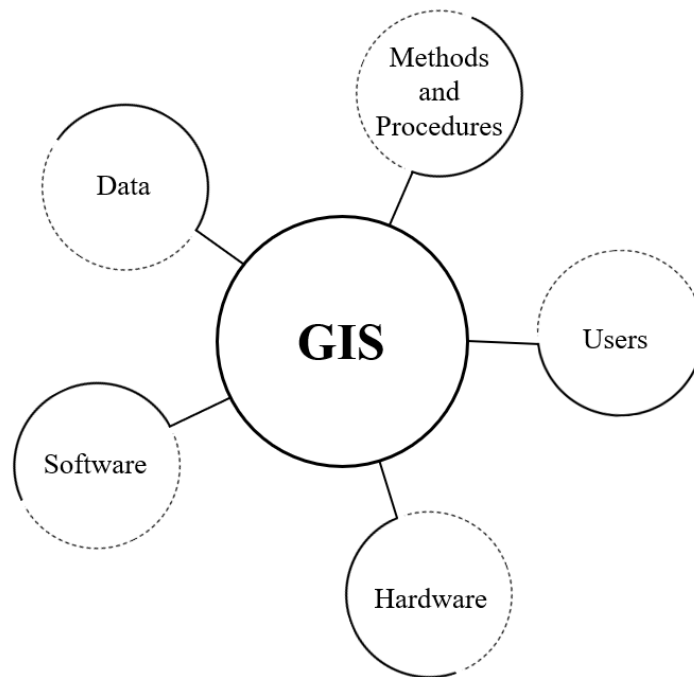 Methods
and
Procedures
Data
GIS
Users
Software
Hardware